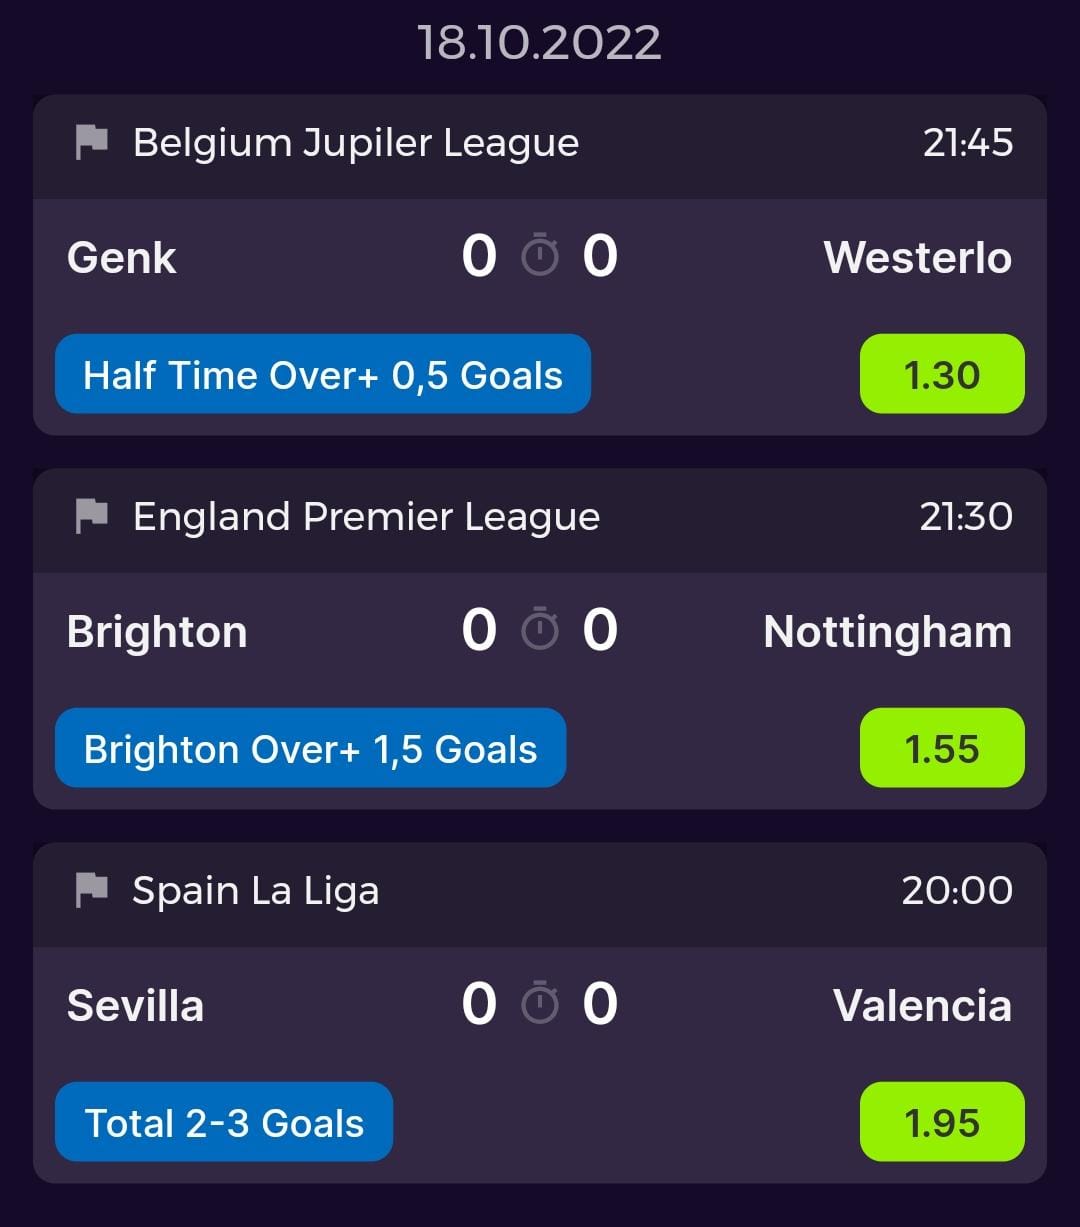 18.10.2022
Belgium Jupiler League 21:45
Genk 0 0 Westerlo
Half Time Over+ 0,5 Goals 1.30
England Premier League 21:30
Brighton 0 0 Nottingham
Brighton Over+ 1,5 Goals 1.55
Spain La Liga 20:00
Sevilla 0 0 Valencia
Total 2-3 Goals 1.95